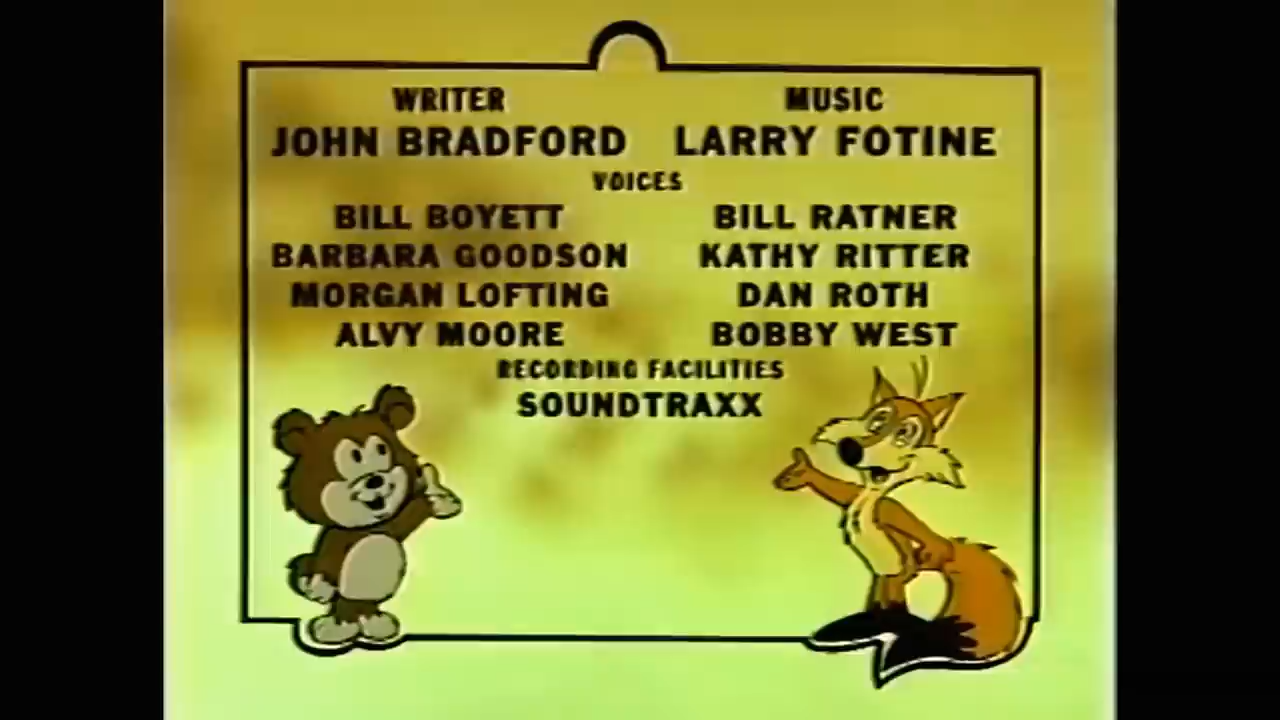 WRITER MUSIC
JOHN BRADFORD LARRY FOTINE
VOICES
BILL BOYETT BILL RATNER
BARBARA GOODSON KATHY RITTER
MORGAN LOFTING DAN ROTH
ALVY MOORE BOBBY WEST
RECORDING FACILITIES
SOUNDTRAXX